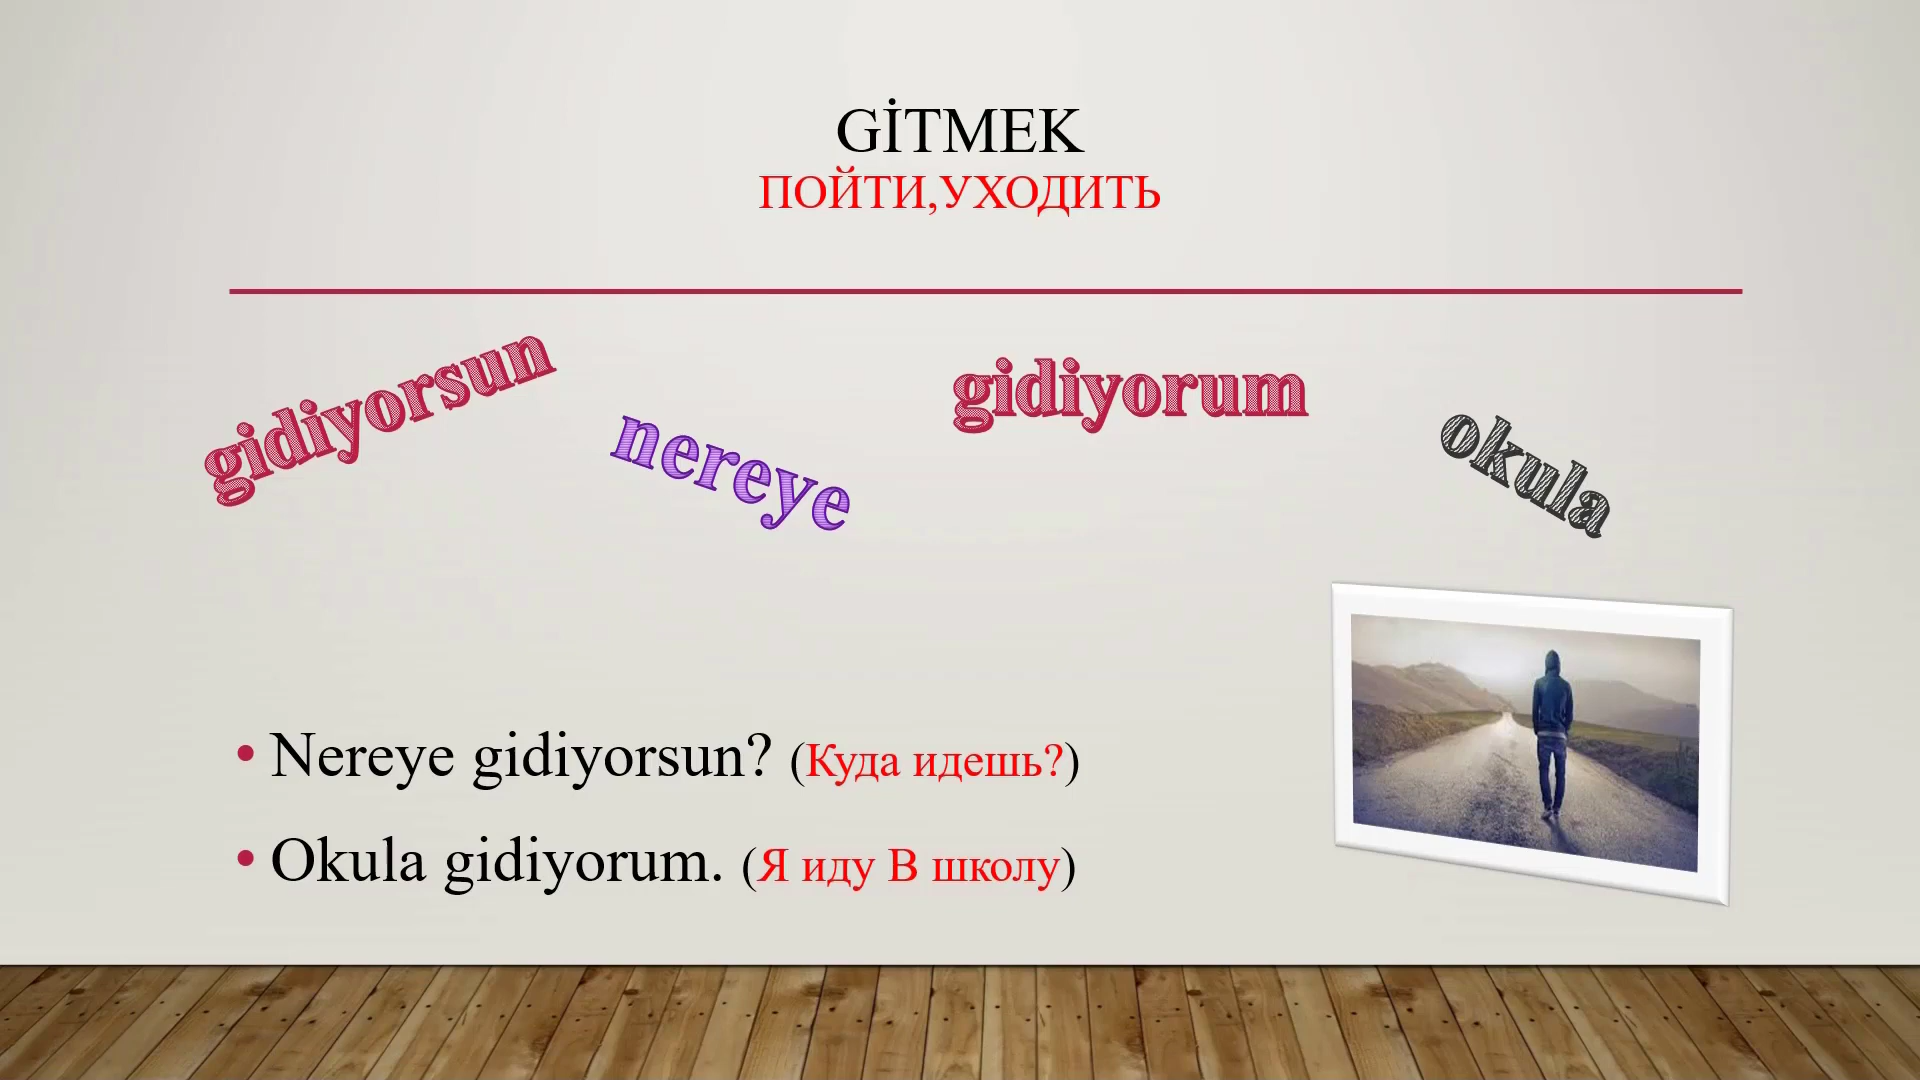 GİTMEK
ПОЙТИ,УХОДИТЬ
gidiyorsun
nereye
gidiyorum
okula
• Nereye gidiyorsun? (Куда идешь?)
• Okula gidiyorum. (Я иду В школу)